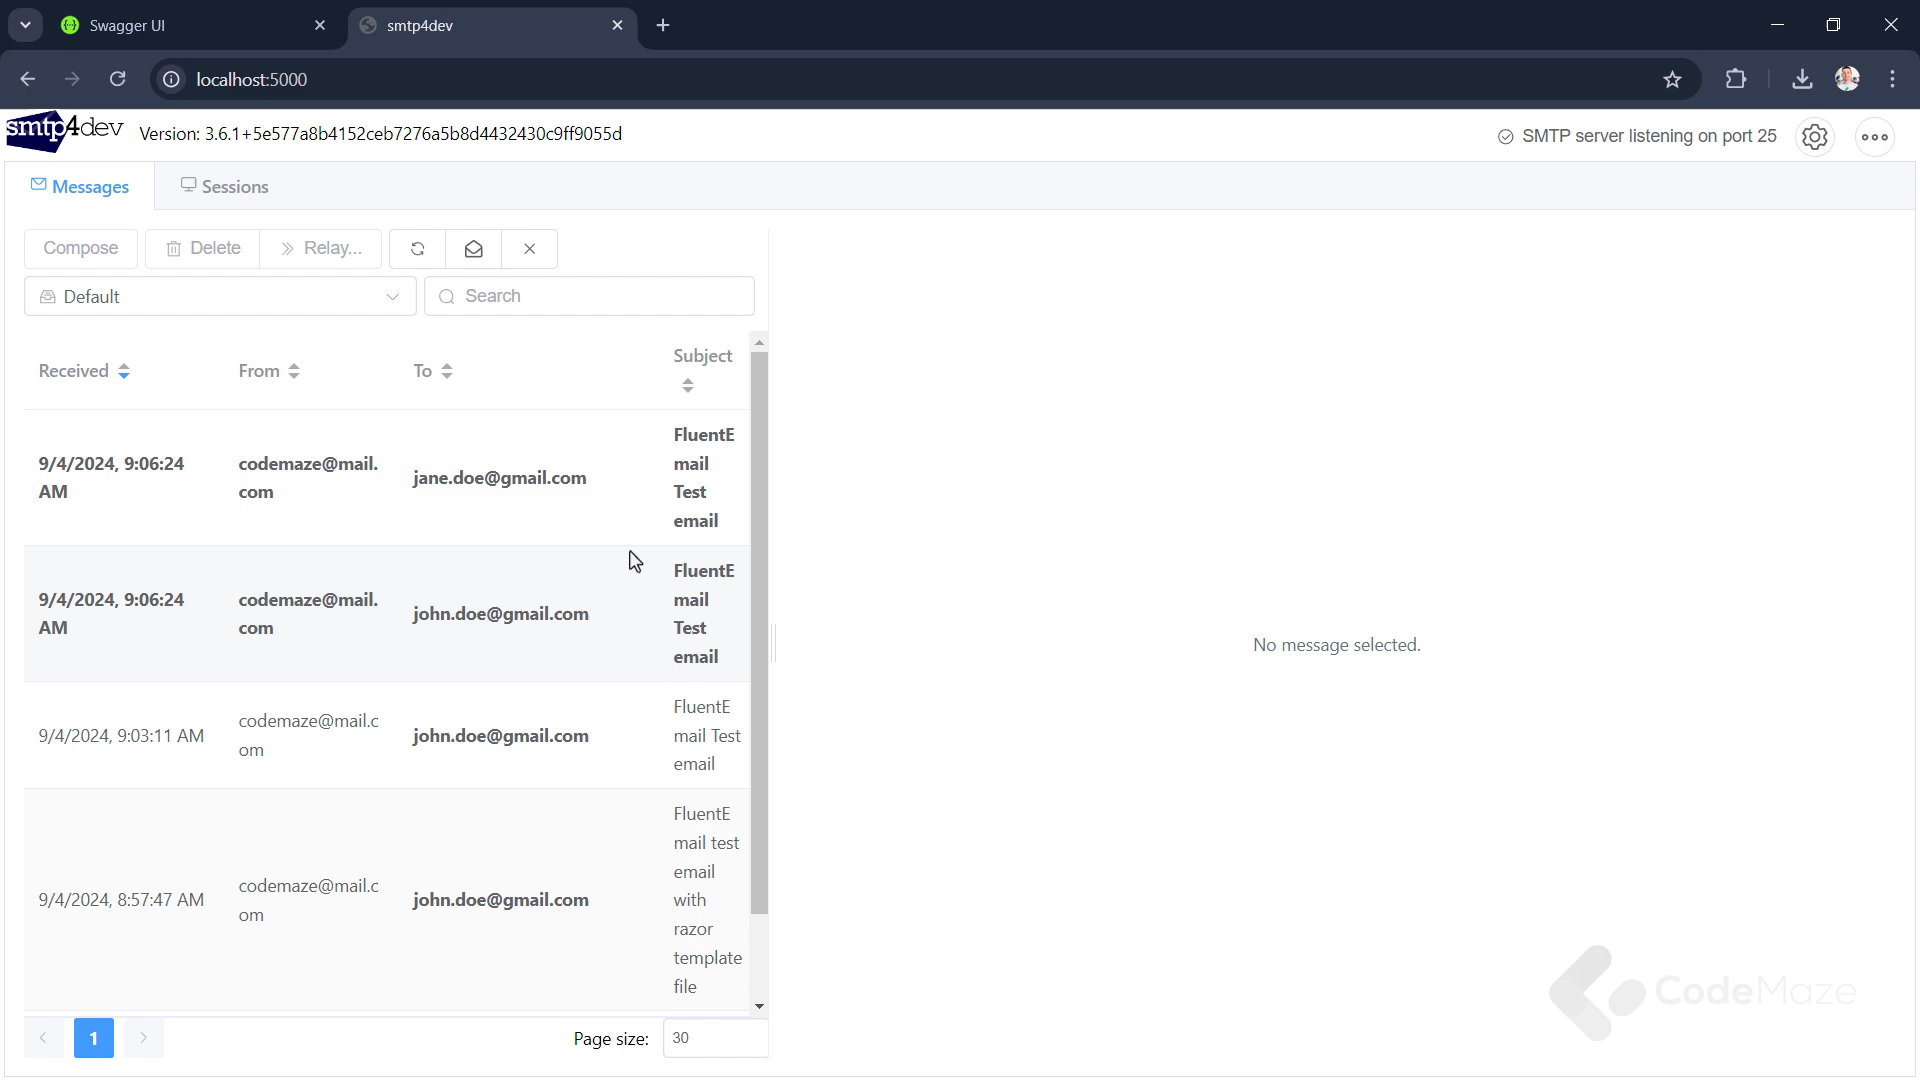 Swagger UI
smtp4dev
localhost:5000
smtp4dev
Version: 3.6.1+5e577a8b4152ceb7276a5b8d4432430c9ff9055d
SMTP server listening on port 25
Messages
Sessions
Compose
Delete
Relay...
Default
Search
Received
From
To
Subject
9/4/2024, 9:06:24
AM
codemaze@mail.
com
jane.doe@gmail.com
FluentE
mail
Test
email
9/4/2024, 9:06:24
AM
codemaze@mail.
com
john.doe@gmail.com
FluentE
mail
Test
email
9/4/2024, 9:03:11 AM
codemaze@mail.c
om
john.doe@gmail.com
FluentE
mail Test
email
9/4/2024, 8:57:47 AM
codemaze@mail.c
om
john.doe@gmail.com
FluentE
mail test
email
with
razor
template
file
No message selected.
1
Page size:
30
CodeMaze